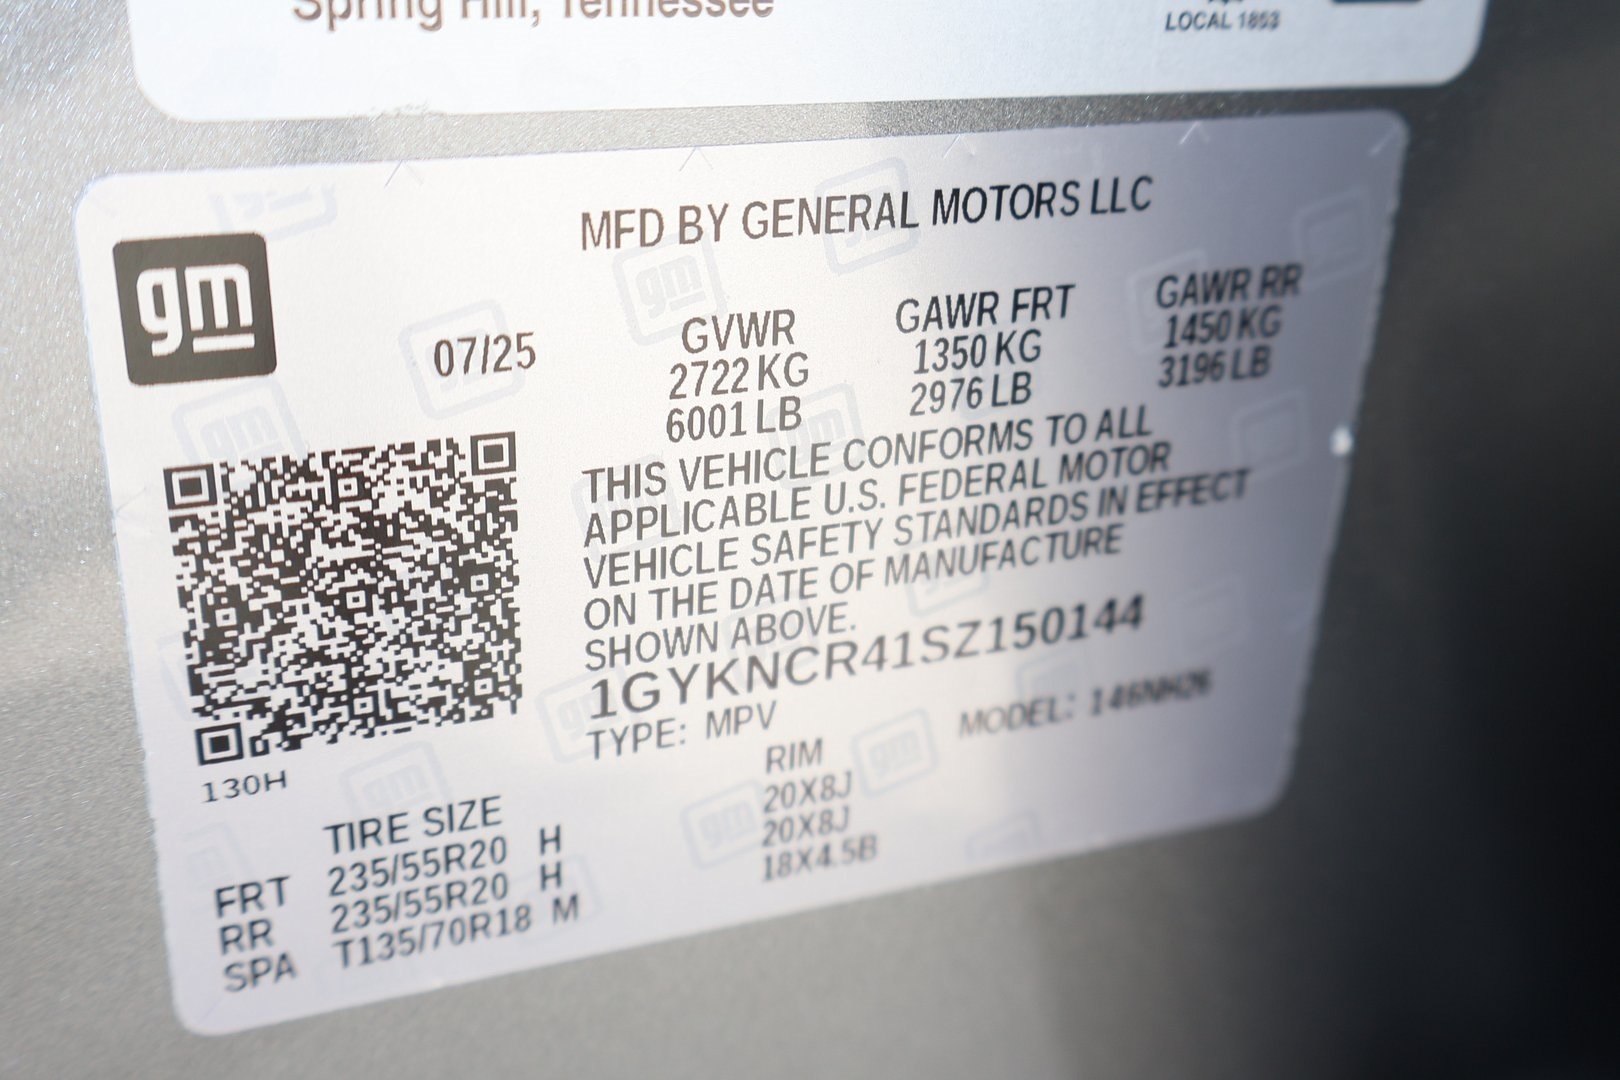 Spring Hill, Tennessee
LOCAL 1853
MFD BY GENERAL MOTORS LLC
gm
07/25
GVWR
2722 KG
6001 LB
GAWR FRT
1350 KG
2976 LB
GAWR RR
1450 KG
3196 LB
THIS VEHICLE CONFORMS TO ALL
APPLICABLE U.S. FEDERAL MOTOR
VEHICLE SAFETY STANDARDS IN EFFECT
ON THE DATE OF MANUFACTURE
SHOWN ABOVE.
1GYKNCR41SZ150144
TYPE: MPV
MODEL: 146NH26
130H
TIRE SIZE
RIM
FRT 235/55R20 H 20X8J
RR 235/55R20 H 20X8J
SPA T135/70R18 M 18X4.5B